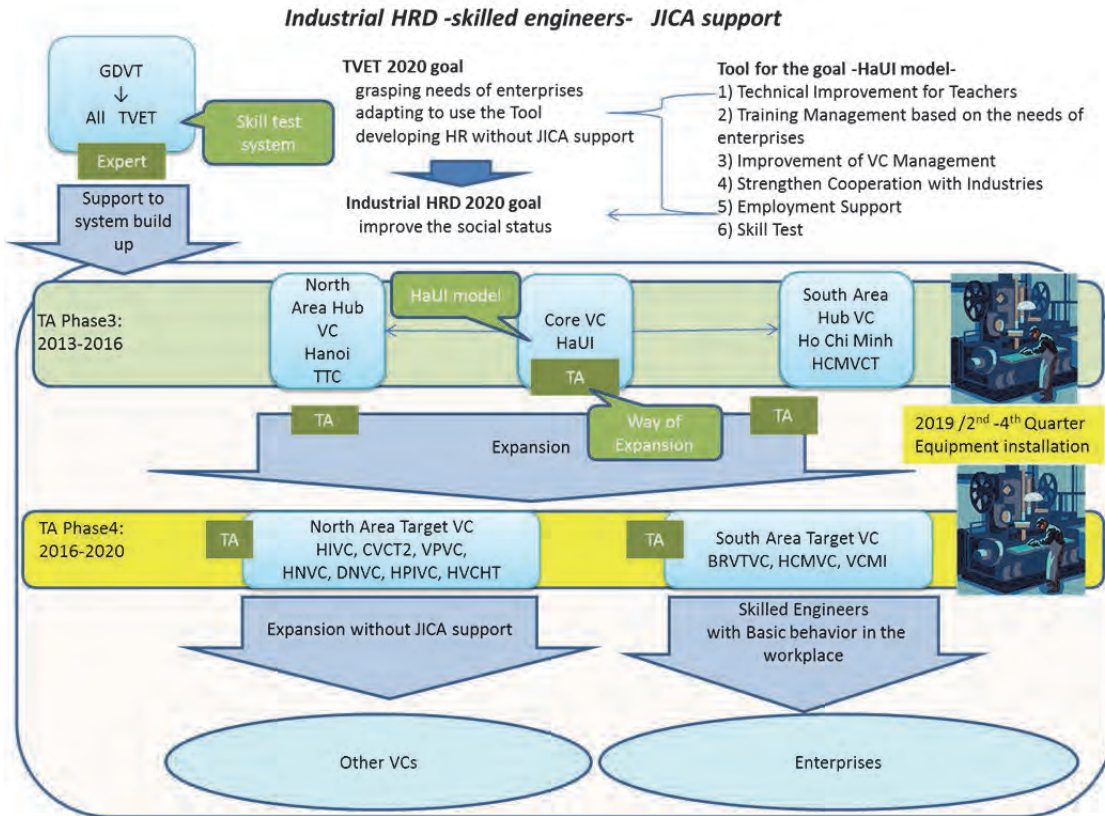 Industrial HRD -skilled engineers- JICA support
GDVT
↓
All TVET
Expert
Skill test
system
Support to
system build
up
TVET 2020 goal
grasping needs of enterprises
adapting to use the Tool
developing HR without JICA support
Industrial HRD 2020 goal
improve the social status
Tool for the goal -HaUI model-
1) Technical Improvement for Teachers
2) Training Management based on the needs of
enterprises
3) Improvement of VC Management
4) Strengthen Cooperation with Industries
5) Employment Support
6) Skill Test
TA Phase3:
2013-2016
North
Area Hub
VC
Hanoi
TTC
HaUI model
Core VC
HaUI
TA
South Area
Hub VC
Ho Chi Minh
HCMVCT
TA
Expansion
Way of
Expansion
TA
2019 /2nd -4th Quarter
Equipment installation
TA Phase4:
2016-2020
TA
North Area Target VC
HIVC, CVCT2, VPVC,
HNVC, DNVC, HPIVC, HVCHT
TA
South Area Target VC
BRVTVC, HCMVC, VCMI
Expansion without JICA support
Skilled Engineers
with Basic behavior in the
workplace
Other VCs
Enterprises